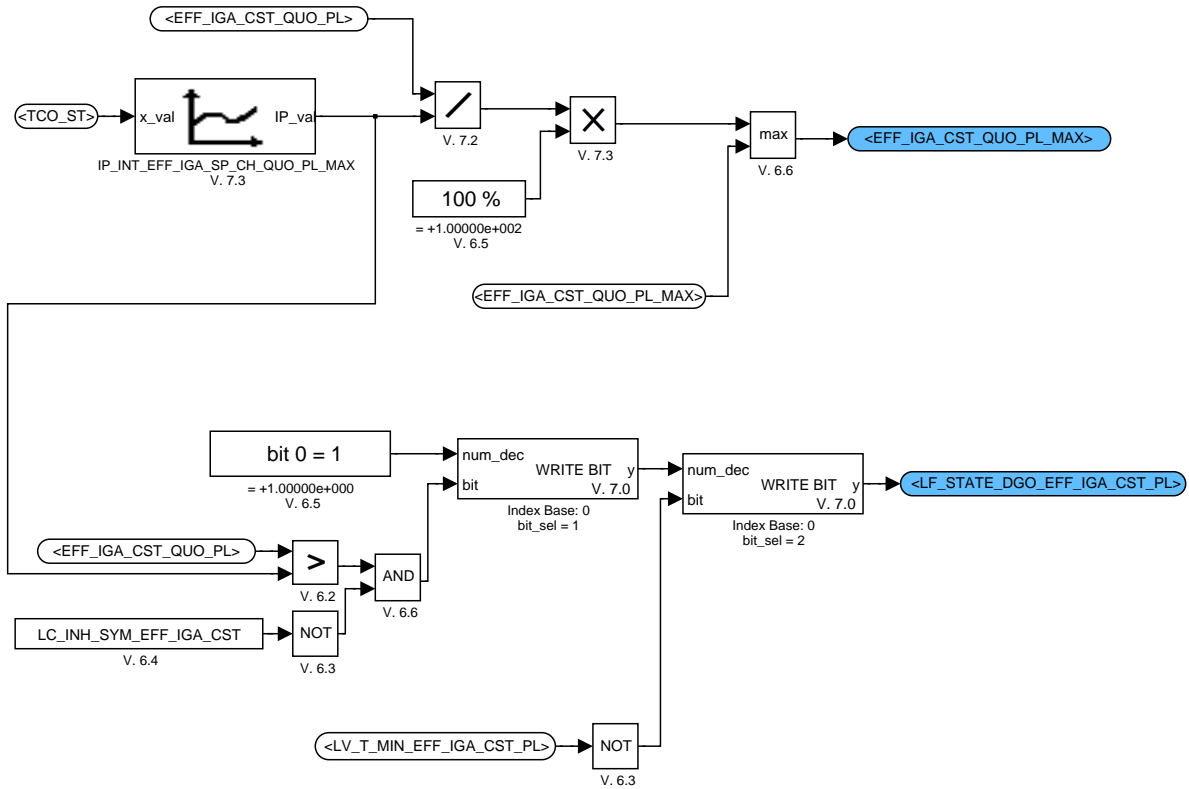 <EFF_IGA_CST_QUO_PL>
<TCO_ST>
x_val
IP_val
IP_INT_EFF_IGA_SP_CH_QUO_PL_MAX
V. 7.3
V. 7.2
V. 7.3
100 %
= +1.00000e+002
V. 6.5
max
V. 6.6
<EFF_IGA_CST_QUO_PL_MAX>
<EFF_IGA_CST_QUO_PL_MAX>
bit 0 = 1
= +1.00000e+000
V. 6.5
num_dec
WRITE BIT y
bit
V. 7.0
Index Base: 0
bit_sel = 1
num_dec
WRITE BIT y
bit
V. 7.0
Index Base: 0
bit_sel = 2
<LF_STATE_DGO_EFF_IGA_CST_PL>
<EFF_IGA_CST_QUO_PL>
>
V. 6.2
AND
V. 6.6
LC_INH_SYM_EFF_IGA_CST
V. 6.4
NOT
V. 6.3
<LV_T_MIN_EFF_IGA_CST_PL>
NOT
V. 6.3